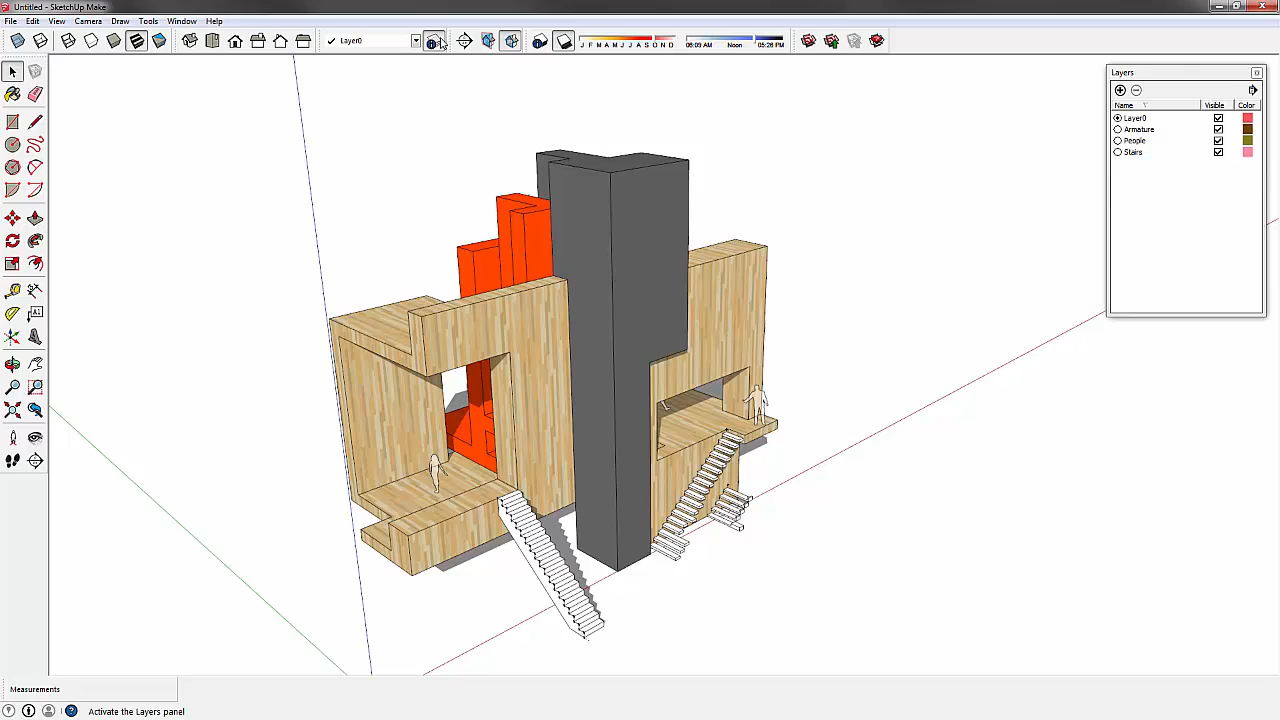 Untitled - SketchUp Make
File Edit View Camera Draw Tools Window Help
Layer0
J F M A M J J A S O N D
06:03 AM Noon 05:26 PM
Layers
Name Visible Color
Layer0
Armature
People
Stairs
Measurements
Activate the Layers panel